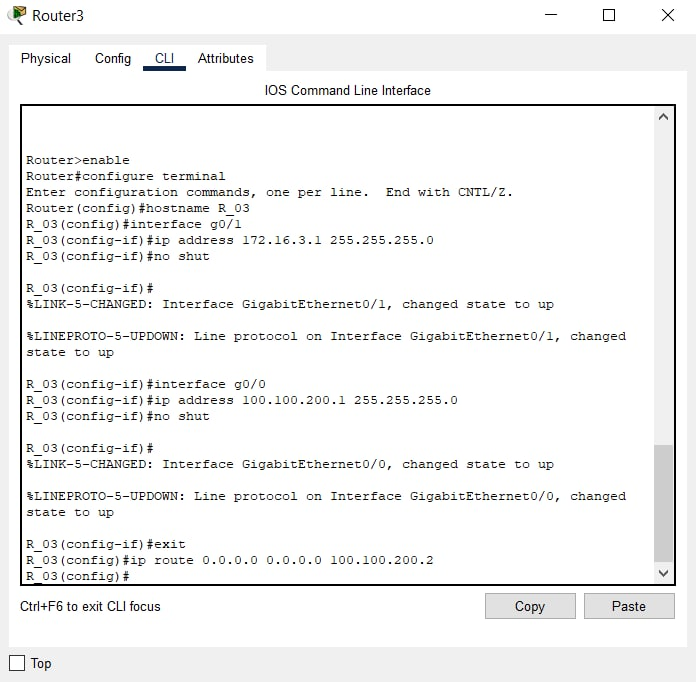 Router3
Physical Config CLI Attributes
IOS Command Line Interface
Router>enable
Router#configure terminal
Enter configuration commands, one per line.  End with CNTL/Z.
Router(config)#hostname R_03
R_03(config)#interface g0/1
R_03(config-if)#ip address 172.16.3.1 255.255.255.0
R_03(config-if)#no shut
R_03(config-if)#
%LINK-5-CHANGED: Interface GigabitEthernet0/1, changed state to up
%LINEPROTO-5-UPDOWN: Line protocol on Interface GigabitEthernet0/1, changed
state to up
R_03(config-if)#interface g0/0
R_03(config-if)#ip address 100.100.200.1 255.255.255.0
R_03(config-if)#no shut
R_03(config-if)#
%LINK-5-CHANGED: Interface GigabitEthernet0/0, changed state to up
%LINEPROTO-5-UPDOWN: Line protocol on Interface GigabitEthernet0/0, changed
state to up
R_03(config-if)#exit
R_03(config)#ip route 0.0.0.0 0.0.0.0 100.100.200.2
R_03(config)#
Ctrl+F6 to exit CLI focus
Copy Paste
Top